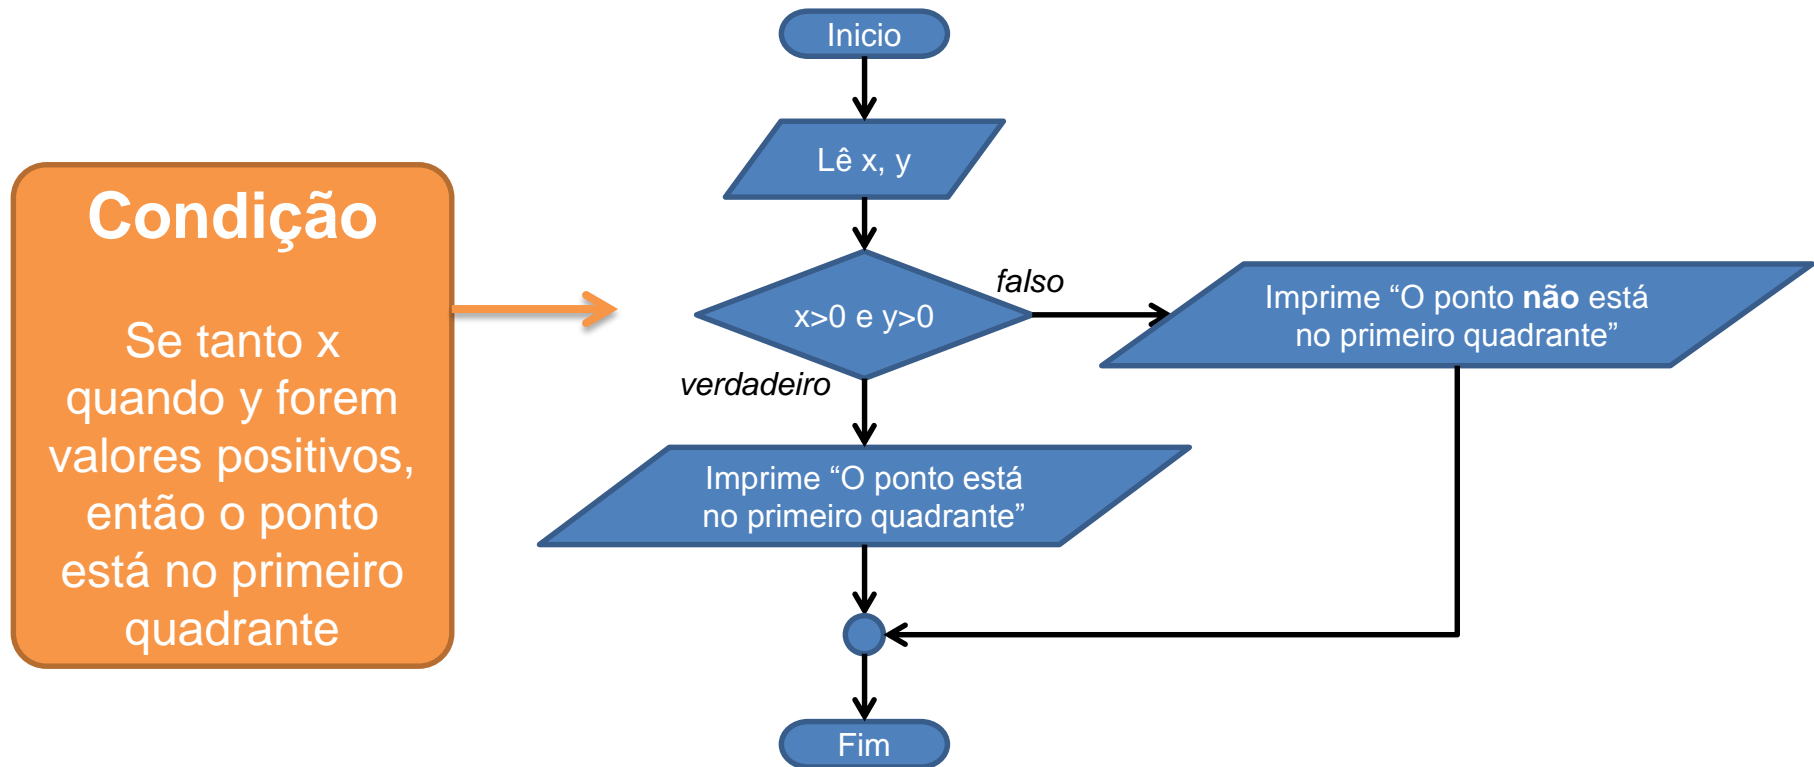 Inicio
Lê x, y
Condição
Se tanto x
quando y forem
valores positivos,
então o ponto
está no primeiro
quadrante
x>0 e y>0
falso
Imprime “O ponto não está
no primeiro quadrante”
verdadeiro
Imprime “O ponto está
no primeiro quadrante”
Fim